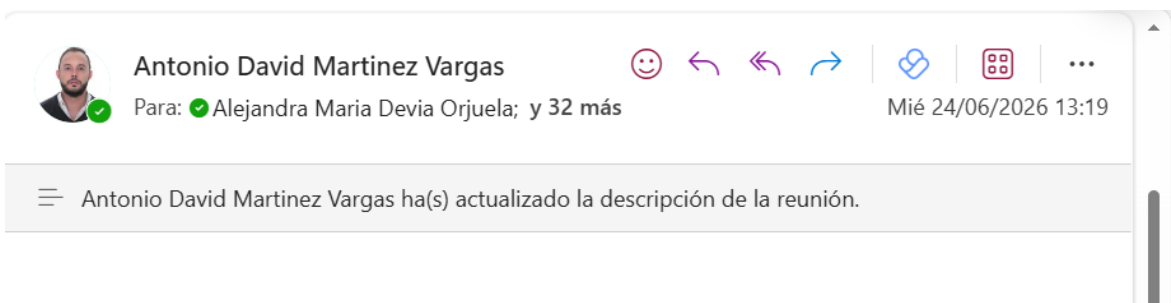 Antonio David Martinez Vargas
Para: Alejandra Maria Devia Orjuela; y 32 más
Mié 24/06/2026 13:19
Antonio David Martinez Vargas ha(s) actualizado la descripción de la reunión.